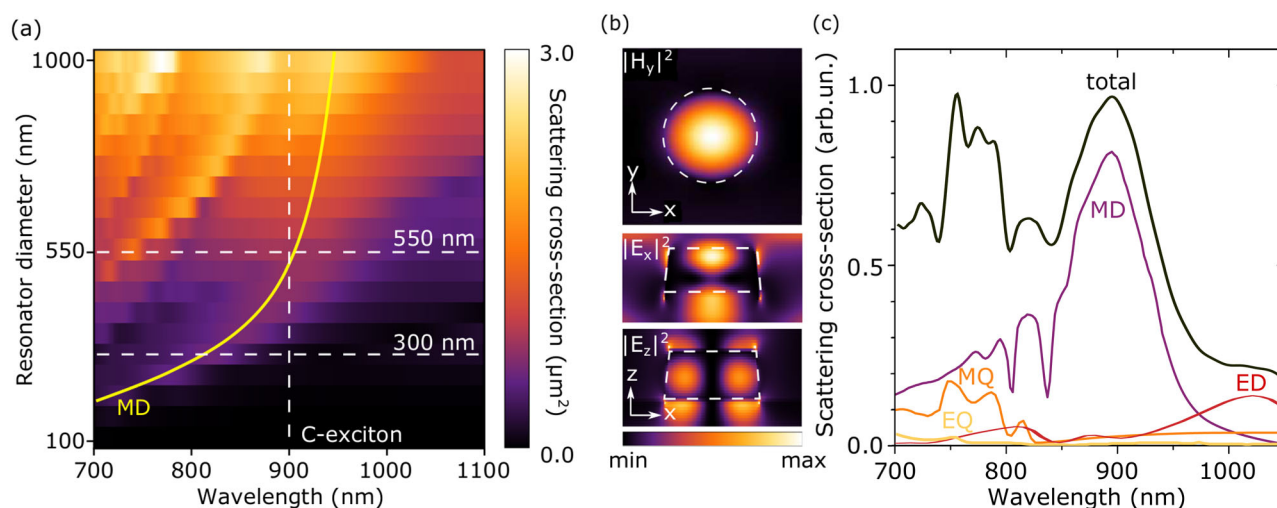 (a)
1000
550
100
Resonator diameter (nm)
550 nm
300 nm
MD
C-exciton
700
800
900
1000
1100
Wavelength (nm)
3.0
0.0
Scattering cross-section (μm²)
(b)
|H_y|²
y
x
|E_x|²
|E_z|²
z
x
min
max
(c)
1.0
0.5
0.0
Scattering cross-section (arb.un.)
total
MD
MQ
EQ
ED
700
800
900
1000
Wavelength (nm)